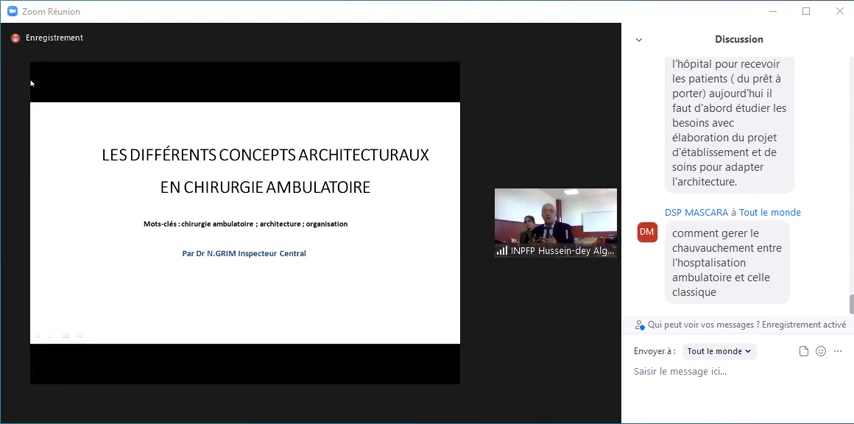 Zoom Réunion
Enregistrement
LES DIFFÉRENTS CONCEPTS ARCHITECTURAUX
EN CHIRURGIE AMBULATOIRE
Mots-clés : chirurgie ambulatoire ; architecture ; organisation
Par Dr N.GRIM Inspecteur Central
INPFP Hussein-dey Alg...
Discussion
l'hôpital pour recevoir
les patients ( du prêt à
porter) aujourd'hui il
faut d'abord étudier les
besoins avec
élaboration du projet
d'établissement et de
soins pour adapter
l'architecture.
DSP MASCARA à Tout le monde
DM
comment gerer le
chauvauchement entre
l'hosptalisation
ambulatoire et celle
classique
Qui peut voir vos messages ? Enregistrement activé
Envoyer à : Tout le monde
Saisir le message ici...